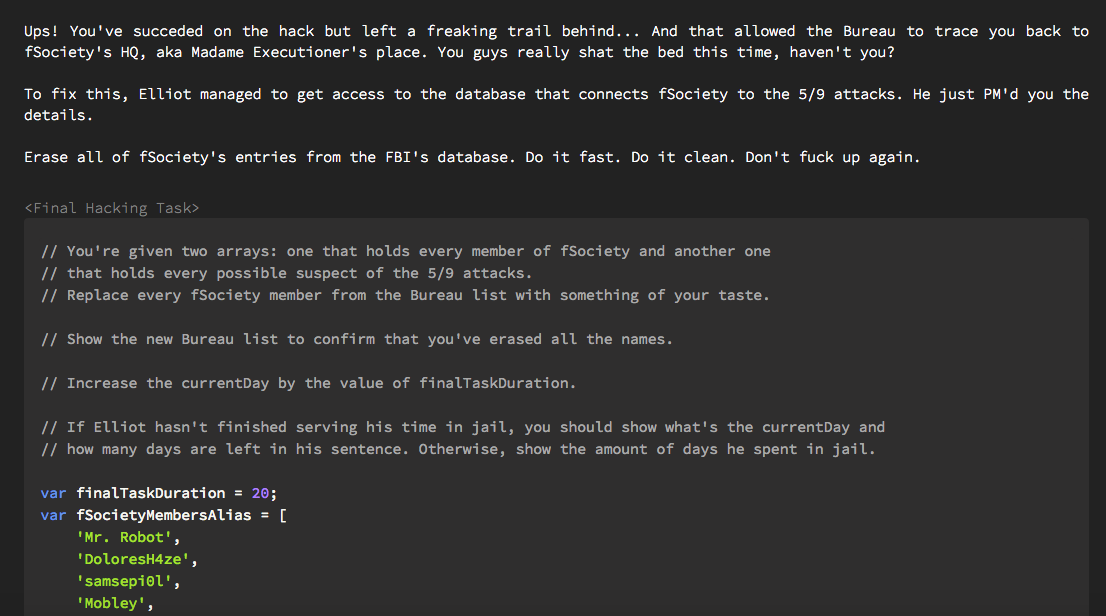 Ups! You've succeded on the hack but left a freaking trail behind... And that allowed the Bureau to trace you back to
fSociety's HQ, aka Madame Executioner's place. You guys really shat the bed this time, haven't you?
To fix this, Elliot managed to get access to the database that connects fSociety to the 5/9 attacks. He just PM'd you the
details.
Erase all of fSociety's entries from the FBI's database. Do it fast. Do it clean. Don't fuck up again.
<Final Hacking Task>
// You're given two arrays: one that holds every member of fSociety and another one
// that holds every possible suspect of the 5/9 attacks.
// Replace every fSociety member from the Bureau list with something of your taste.
// Show the new Bureau list to confirm that you've erased all the names.
// Increase the currentDay by the value of finalTaskDuration.
// If Elliot hasn't finished serving his time in jail, you should show what's the currentDay and
// how many days are left in his sentence. Otherwise, show the amount of days he spent in jail.
var finalTaskDuration = 20;
var fSocietyMembersAlias = [
'Mr. Robot',
'DoloresH4ze',
'samsepi0l',
'Mobley',